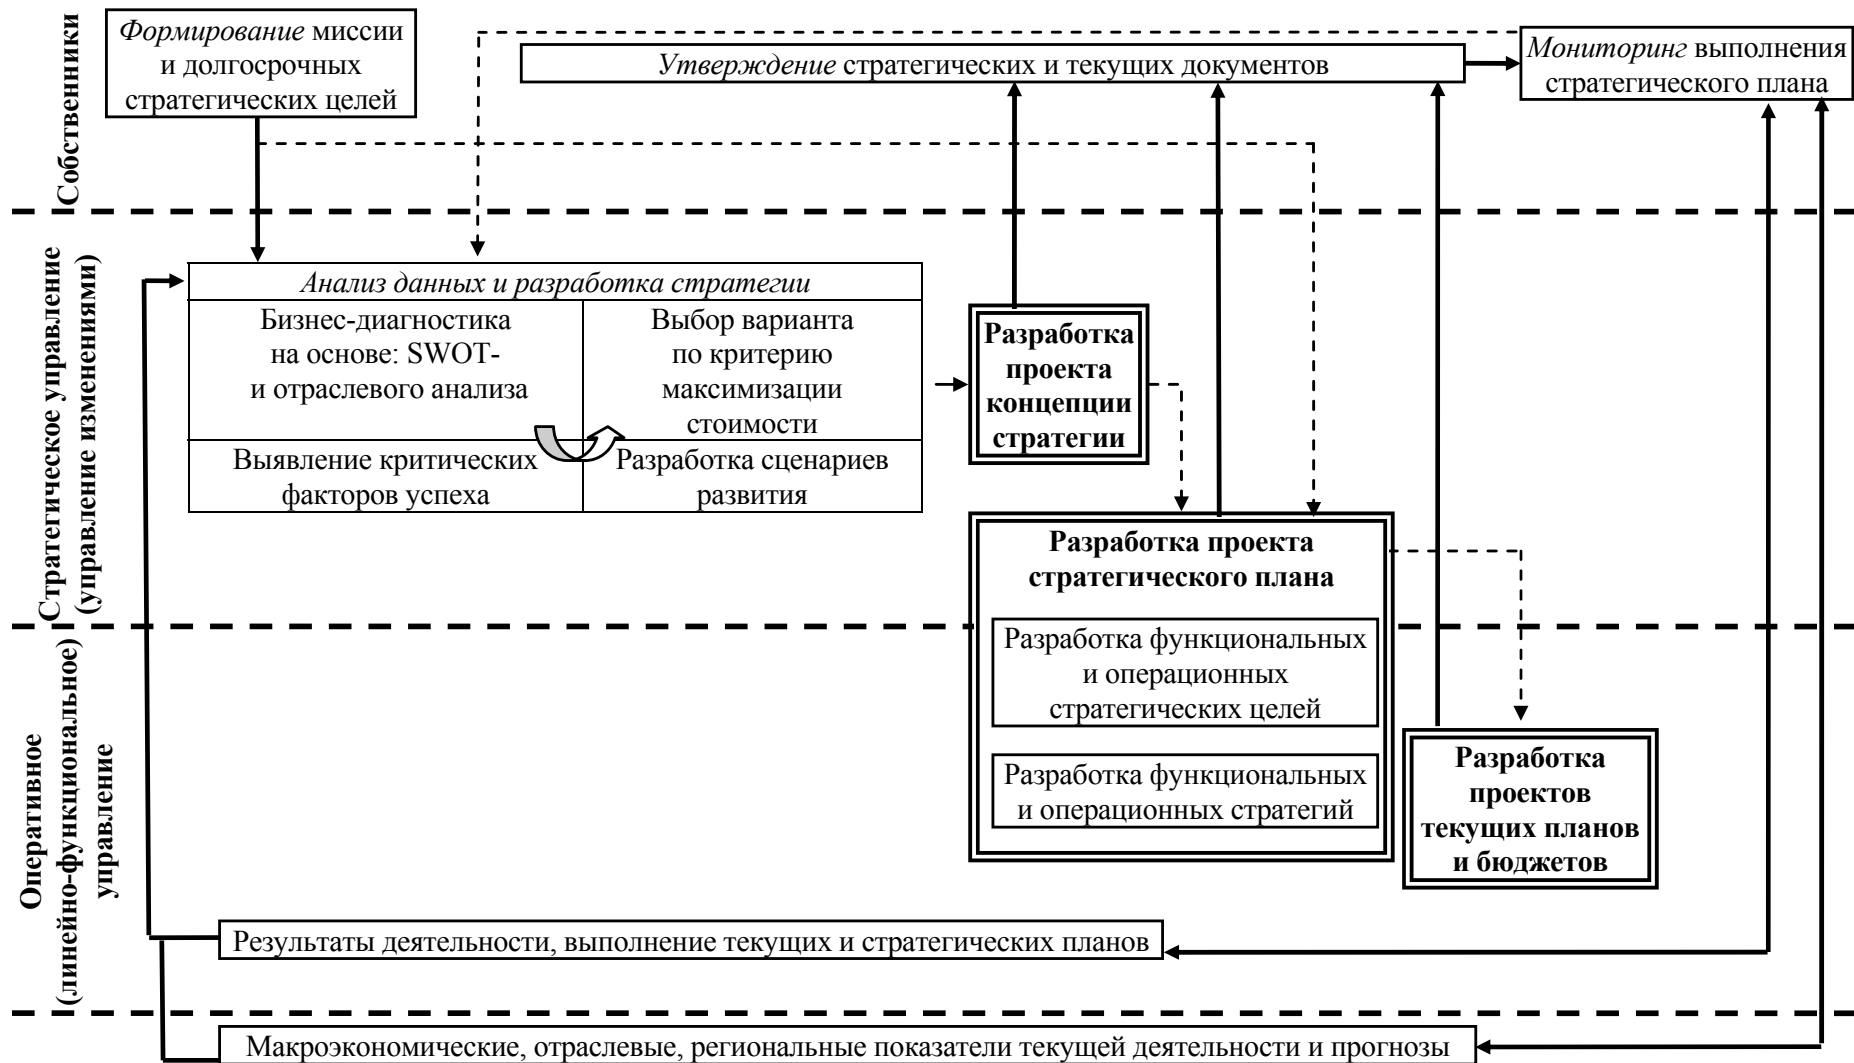 Собственники
Формирование миссии
и долгосрочных
стратегических целей
Утверждение стратегических и текущих документов
Мониторинг выполнения
стратегического плана
Стратегическое управление
(управление изменениями)
Анализ данных и разработка стратегии
Бизнес-диагностика
на основе: SWOT-
и отраслевого анализа
Выбор варианта
по критерию
максимизации
стоимости
Выявление критических
факторов успеха
Разработка сценариев
развития
Разработка
проекта
концепции
стратегии
Разработка проекта
стратегического плана
Оперативное
(линейно-функциональное)
управление
Разработка функциональных
и операционных
стратегических целей
Разработка функциональных
и операционных стратегий
Разработка
проектов
текущих планов
и бюджетов
Результаты деятельности, выполнение текущих и стратегических планов
Макроэкономические, отраслевые, региональные показатели текущей деятельности и прогнозы